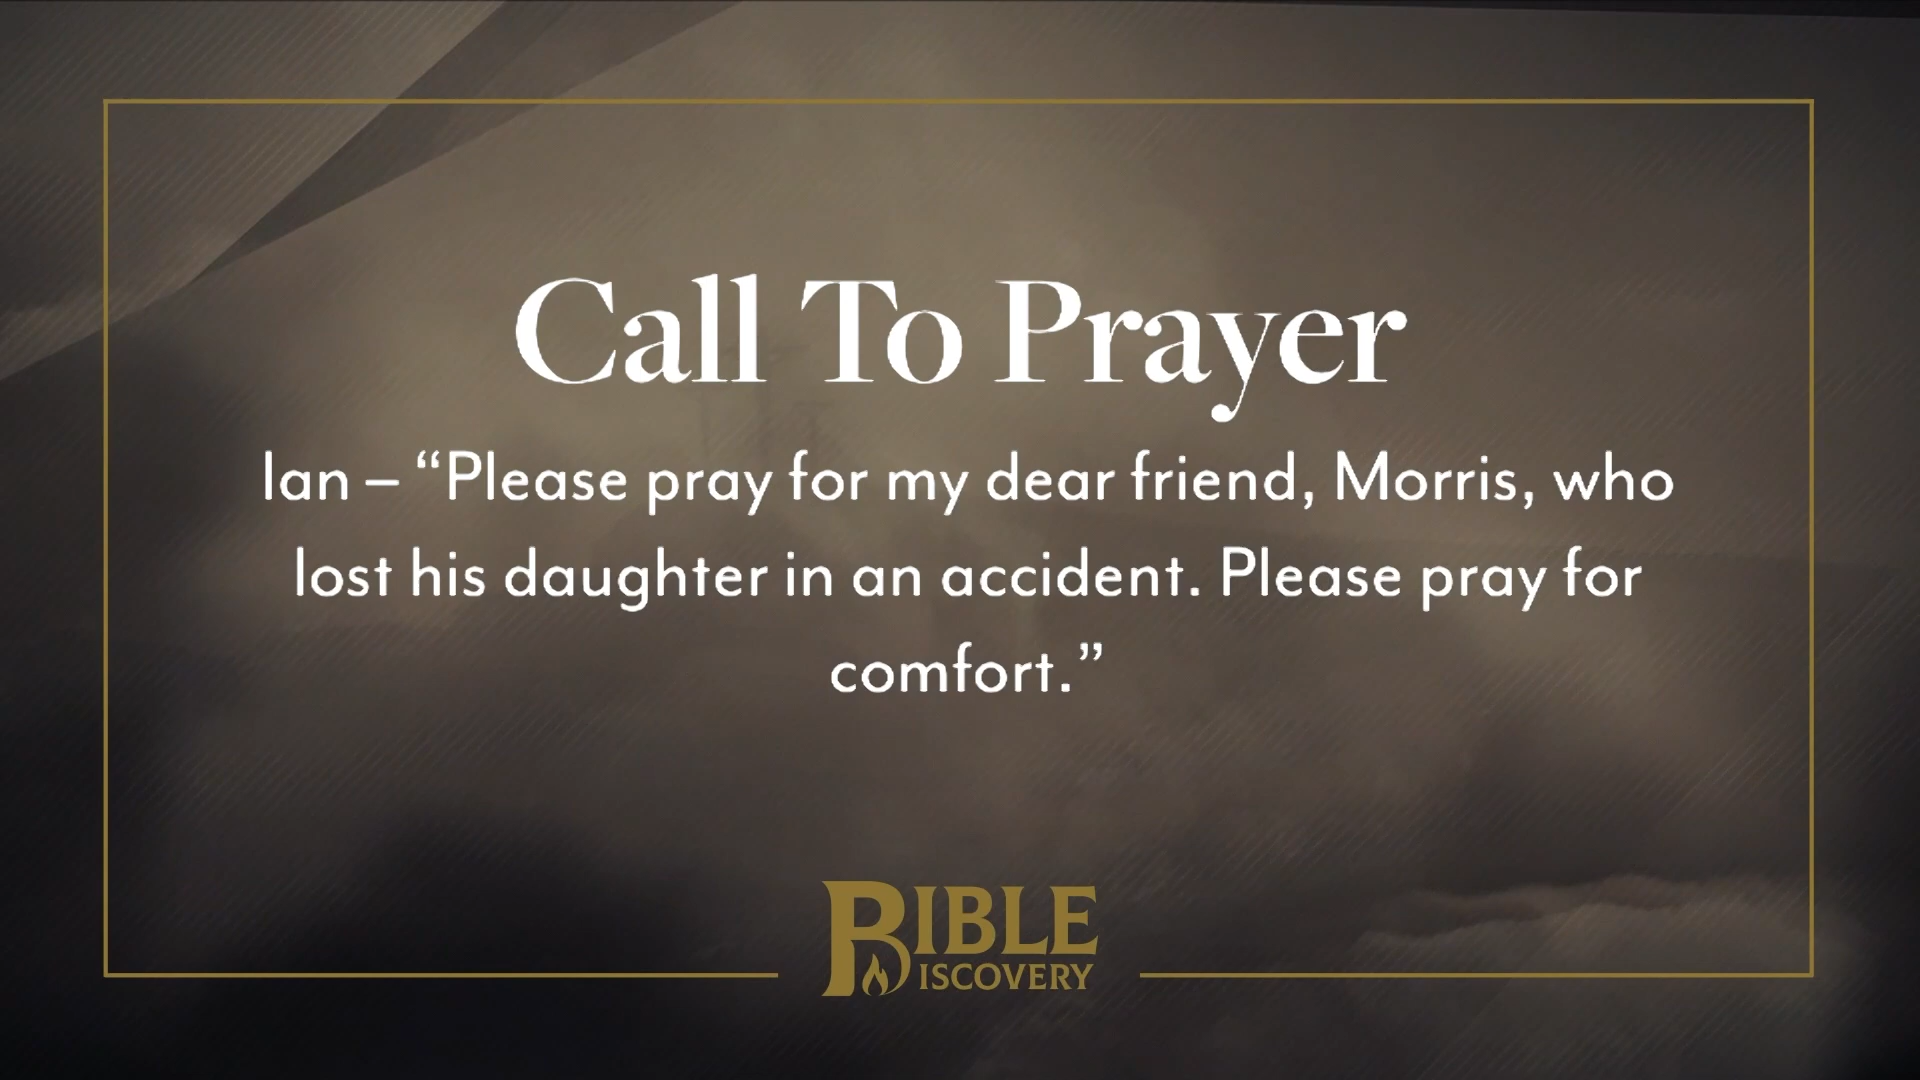 Call To Prayer
Ian – “Please pray for my dear friend, Morris, who
lost his daughter in an accident. Please pray for
comfort.”
BIBLE
DISCOVERY